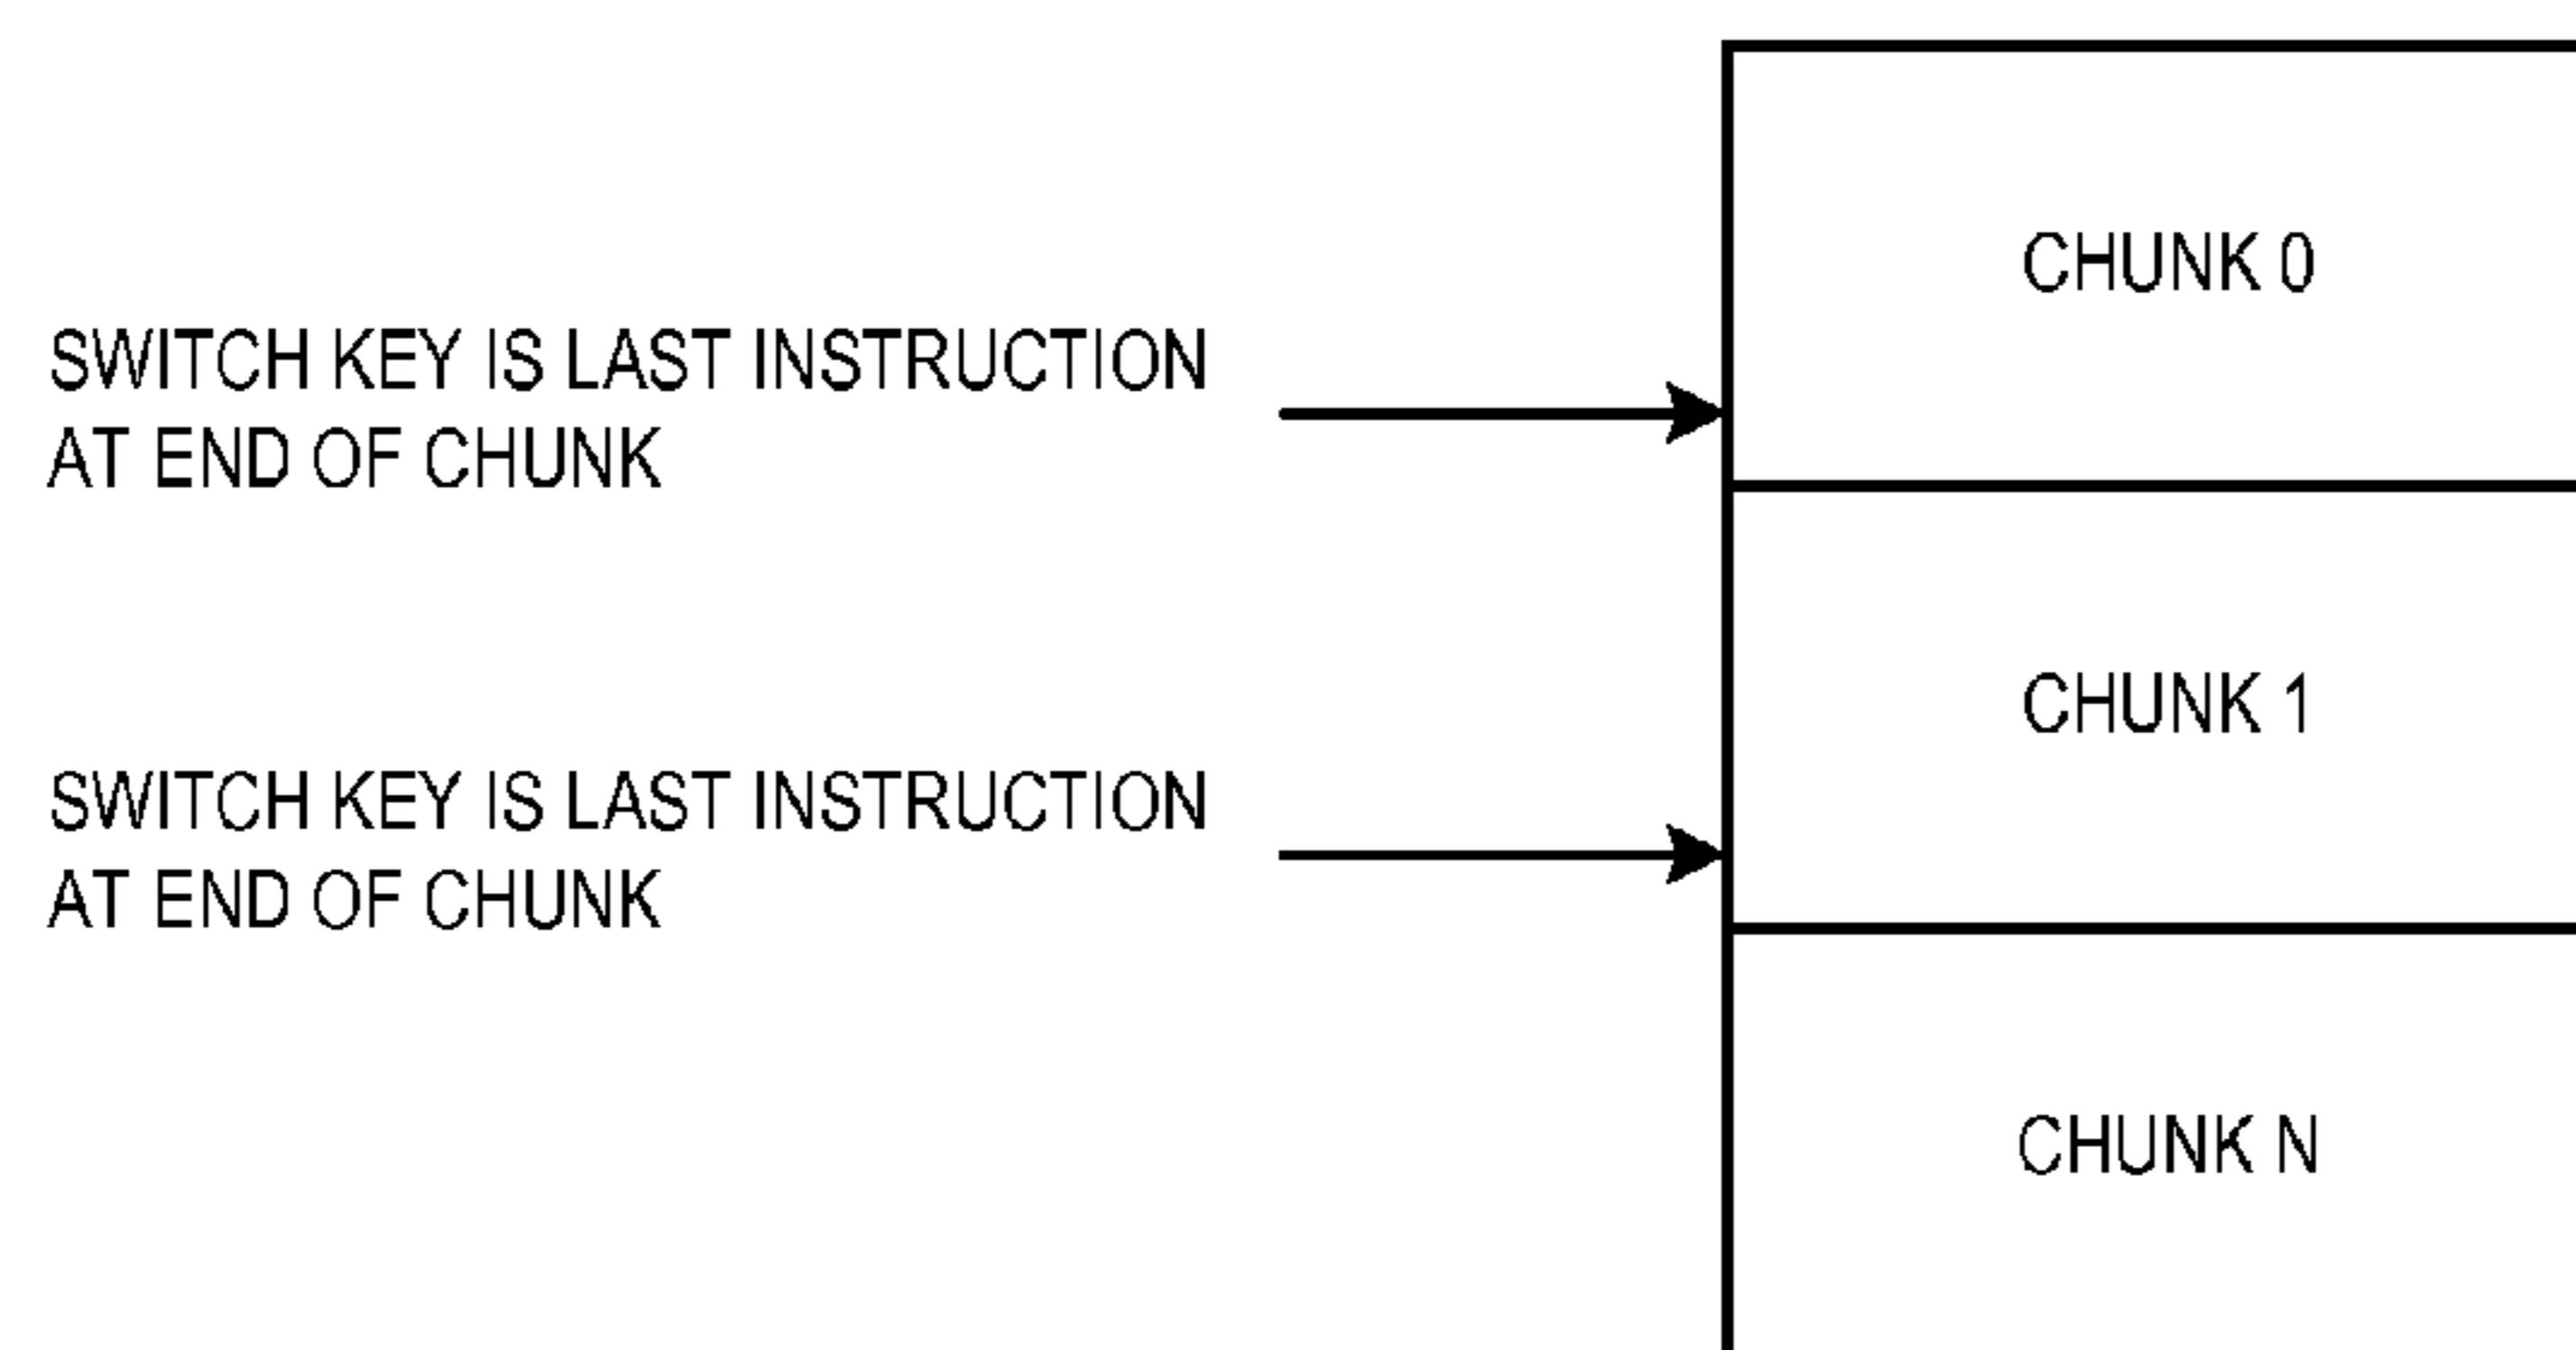 CHUNK 0
SWITCH KEY IS LAST INSTRUCTION
AT END OF CHUNK
CHUNK 1
SWITCH KEY IS LAST INSTRUCTION
AT END OF CHUNK
CHUNK N